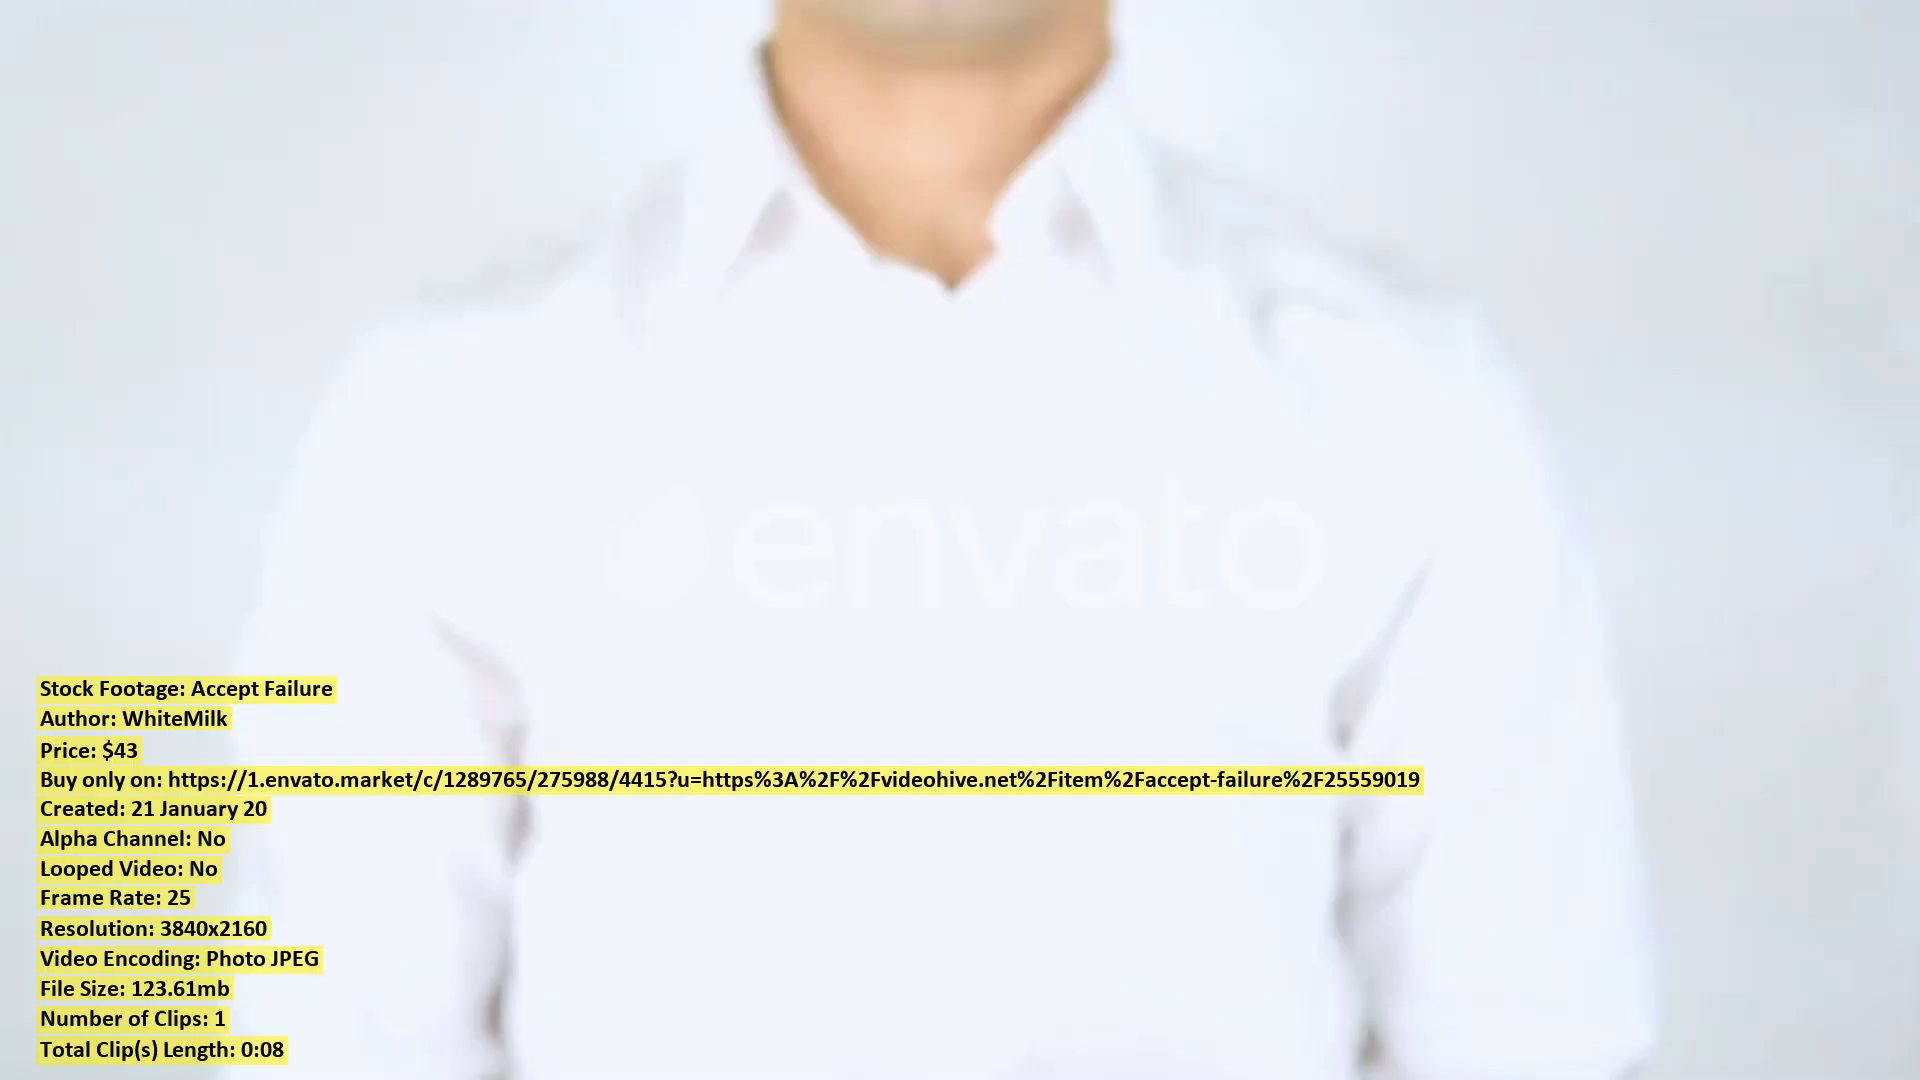 envato
Stock Footage: Accept Failure
Author: WhiteMilk
Price: $43
Buy only on: https://1.envato.market/c/1289765/275988/4415?u=https%3A%2F%2Fvideohive.net%2Fitem%2Faccept-failure%2F25559019
Created: 21 January 20
Alpha Channel: No
Looped Video: No
Frame Rate: 25
Resolution: 3840x2160
Video Encoding: Photo JPEG
File Size: 123.61mb
Number of Clips: 1
Total Clip(s) Length: 0:08